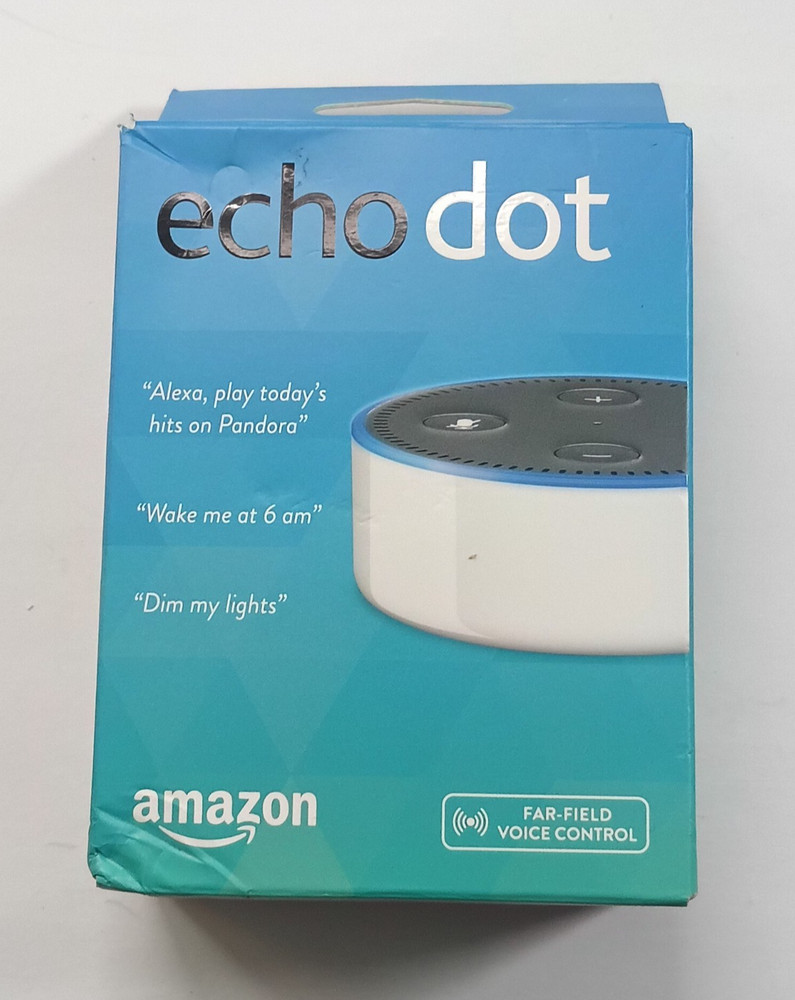 echo dot
“Alexa, play today’s
hits on Pandora”
“Wake me at 6 am”
“Dim my lights”
amazon
FAR-FIELD
VOICE CONTROL